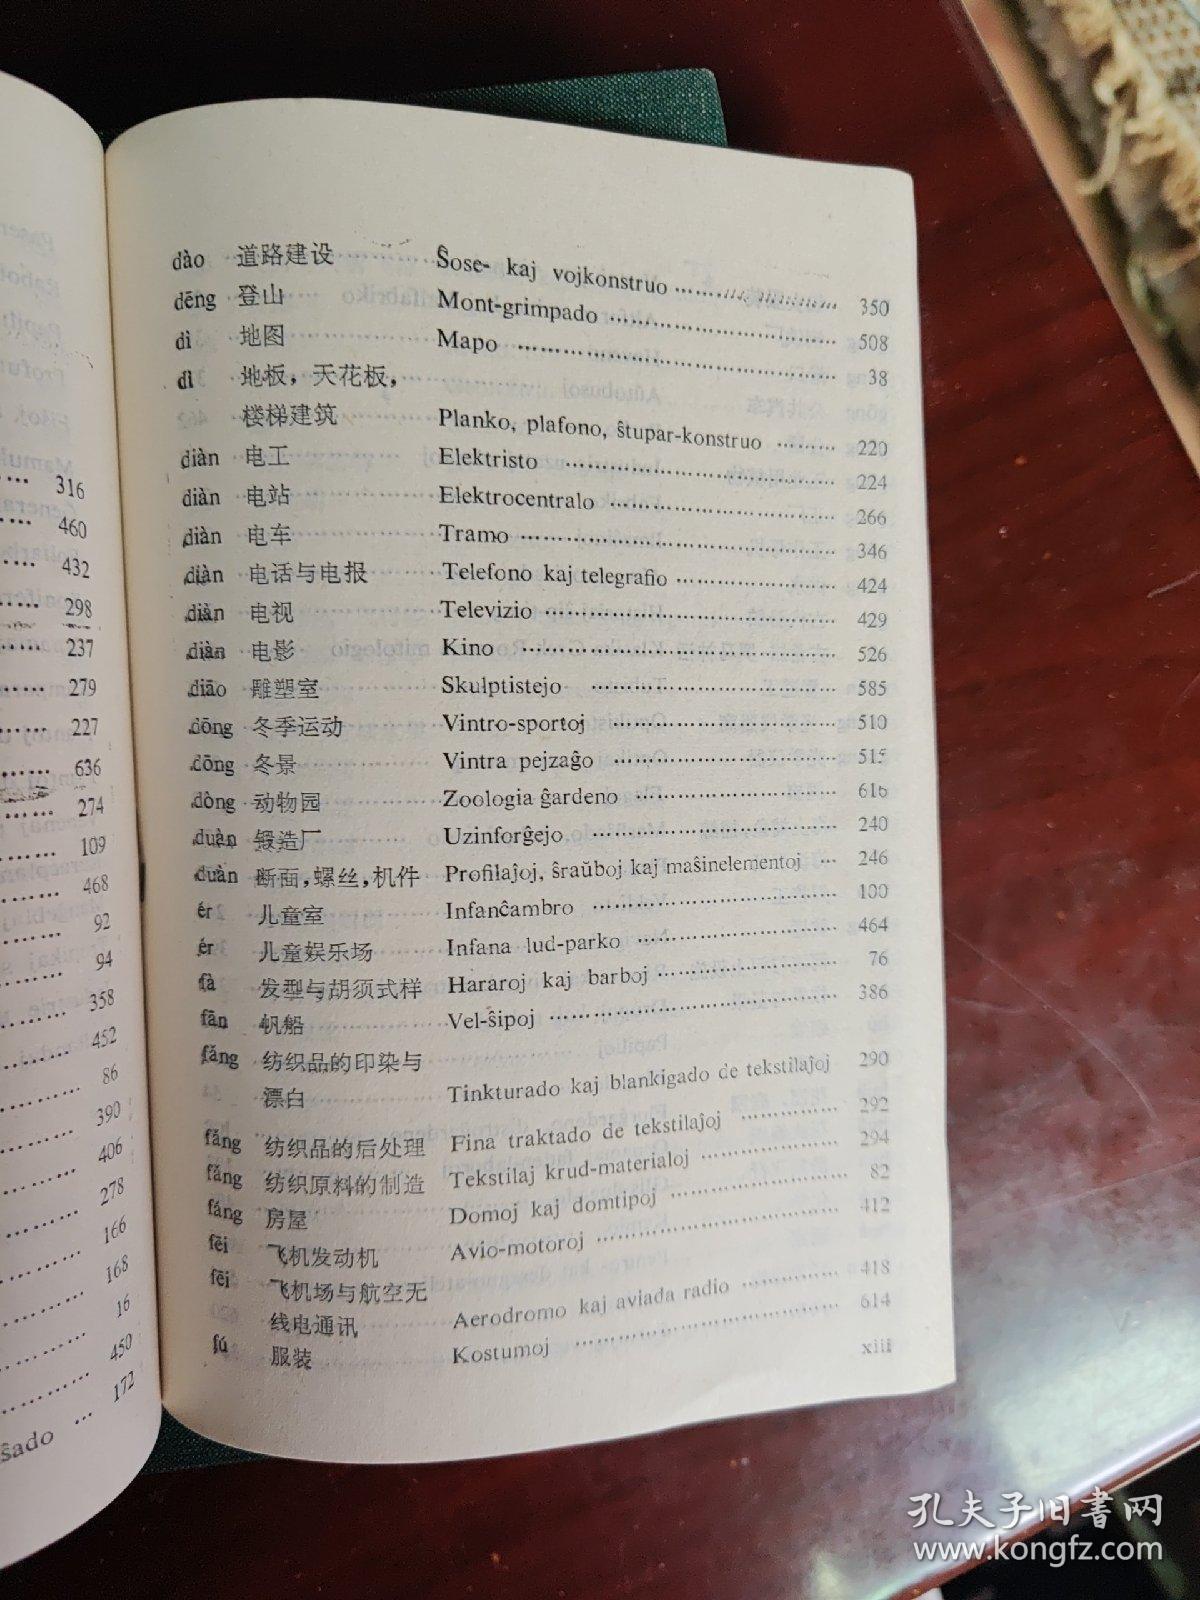 316
460
432
298
237
279
227
636
274
109
468
92
94
358
452
86
390
406
278
166
168
16
450
172
ŝado
dào 道路建设 Ŝose- kaj vojkonstruo 350
dēng 登山 Mont-grimpado 508
dì 地图 Mapo 38
dì 地板，天花板，
楼梯建筑 Planko, plafono, ŝtupar-konstruo 220
diàn 电工 Elektristo 224
diàn 电站 Elektrocentralo 266
diàn 电车 Tramo 346
diàn 电话与电报 Telefono kaj telegrafio 424
diàn 电视 Televizio 429
diàn 电影 Kino 526
diāo 雕塑室 Skulptistejo 585
dōng 冬季运动 Vintro-sportoj 510
dōng 冬景 Vintra pejzaĝo 515
dòng 动物园 Zoologia ĝardeno 616
duàn 锻造厂 Uzinforĝejo 240
duàn 断面，螺丝，机件 Profilaĵoj, ŝraŭboj kaj maŝinelementoj 246
ér 儿童室 Infanĉambro 100
ér 儿童娱乐场 Infana lud-parko 464
fà 发型与胡须式样 Hararoj kaj barboj 76
fān 帆船 Vel-ŝipoj 386
fǎng 纺织品的印染与
漂白 Tinkturado kaj blankigado de tekstilaĵoj 290
fǎng 纺织品的后处理 Fina traktado de tekstilaĵoj 292
fǎng 纺织原料的制造 Tekstilaj krud-materialoj 294
fáng 房屋 Domoj kaj domtipoj 82
fēi 飞机发动机 Avio-motoroj 412
fēi 飞机场与航空无
线电通讯 Aerodromo kaj aviada radio 418
fú 服装 Kostumoj 614
xiii
孔夫子旧书网
www.kongfz.com